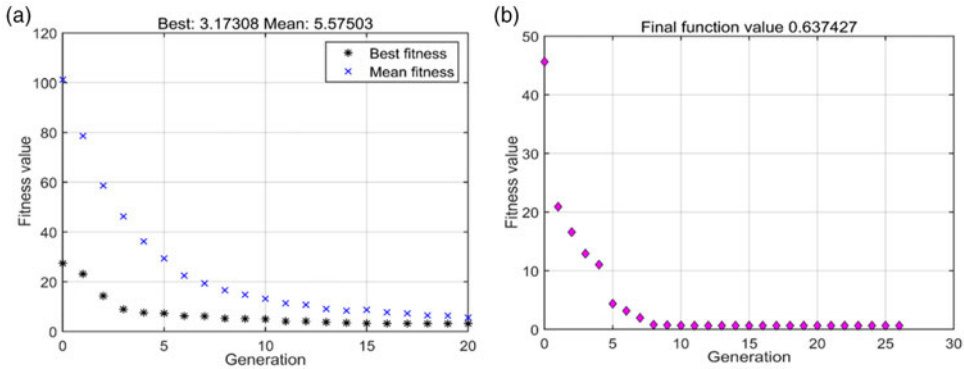 (a)
Best: 3.17308 Mean: 5.57503
120
100
80
60
40
20
0
Fitness value
Best fitness
Mean fitness
0 5 10 15 20
Generation
(b)
Final function value 0.637427
50
40
30
20
10
0
Fitness value
0 5 10 15 20 25 30
Generation